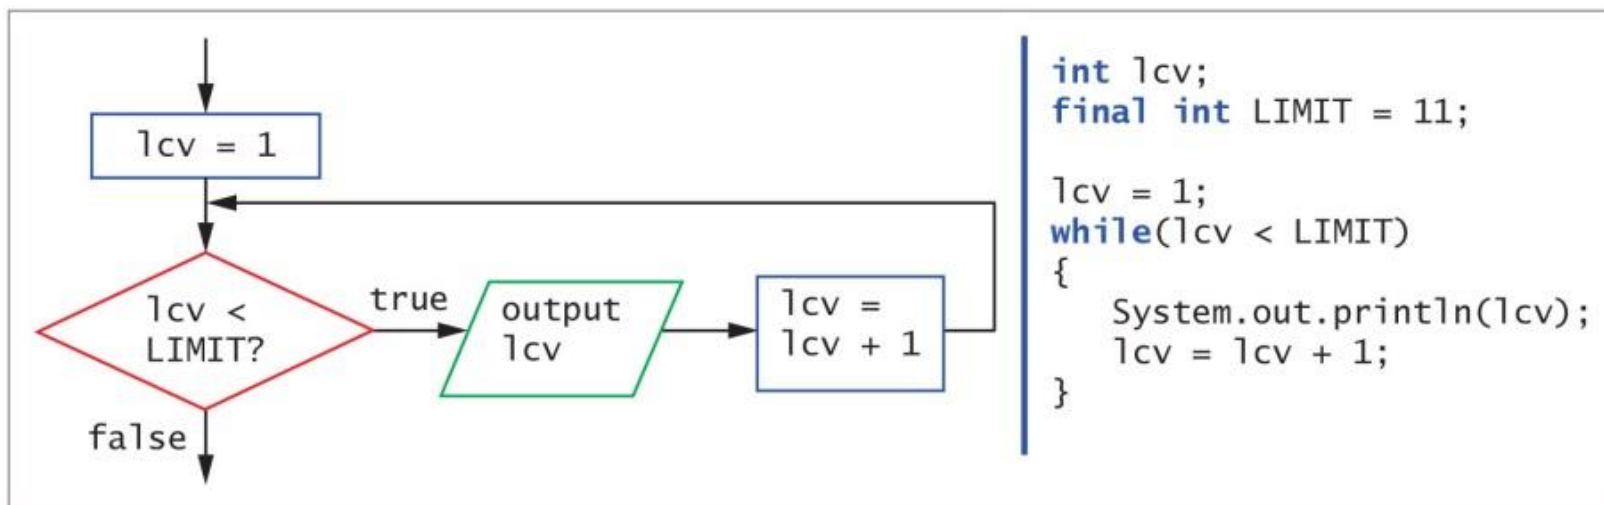 lcv = 1
lcv <
LIMIT?
true
output
lcv
lcv =
lcv + 1
false
int lcv;
final int LIMIT = 11;
lcv = 1;
while(lcv < LIMIT)
{
System.out.println(lcv);
lcv = lcv + 1;
}